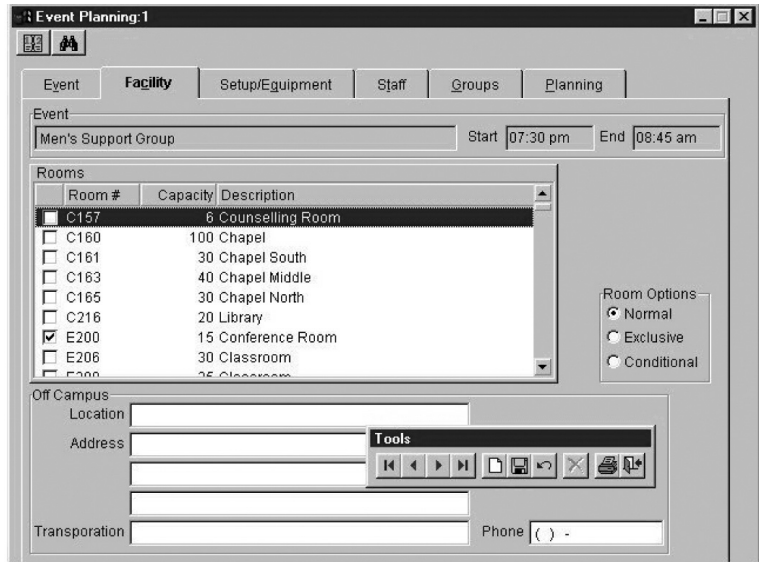 Event Planning:1
Event Facility Setup/Equipment Staff Groups Planning
Event
Men's Support Group Start 07:30 pm End 08:45 am
Rooms
Room # Capacity Description
C157 6 Counselling Room
C160 100 Chapel
C161 30 Chapel South
C163 40 Chapel Middle
C165 30 Chapel North
C216 20 Library
E200 15 Conference Room
E206 30 Classroom
Room Options
Normal
Exclusive
Conditional
Off Campus
Location
Address
Tools
Transporation Phone ( ) -